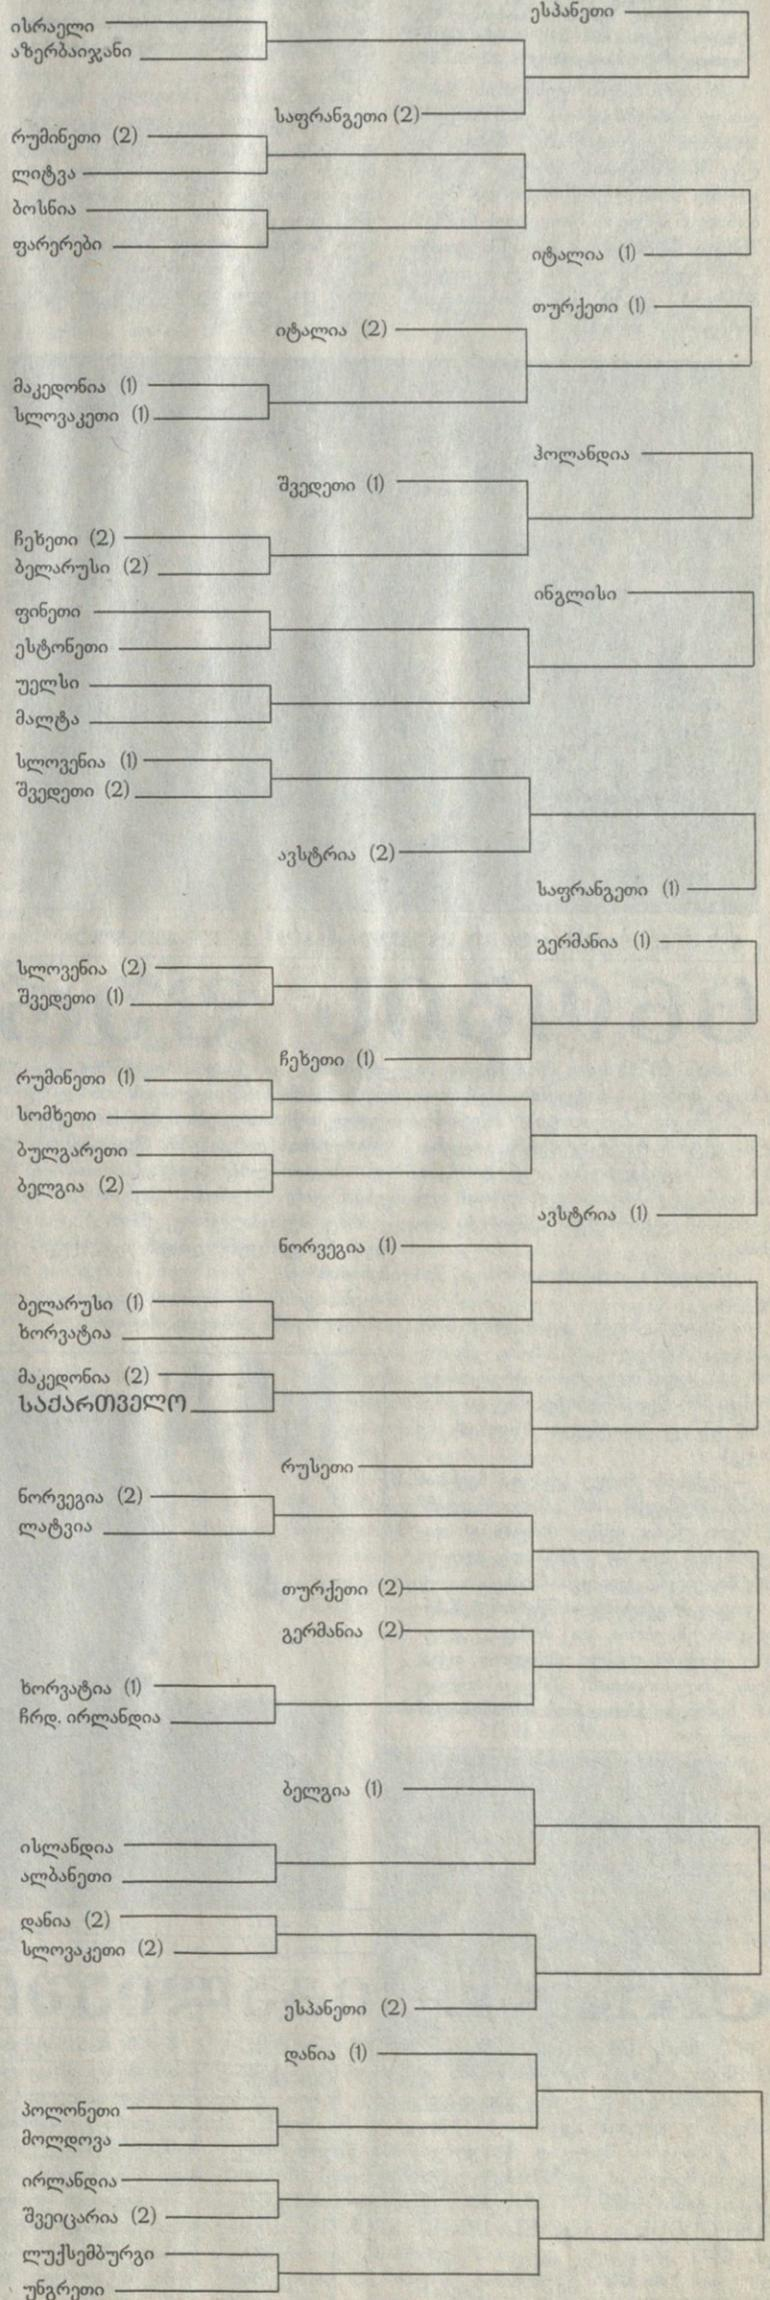 ესპანეთი
ისრაელი
აზერბაიჯანი
საფრანგეთი (2)
რუმინეთი (2)
ლიტვა
ბოსნია
ფარერები
იტალია (1)
თურქეთი (1)
იტალია (2)
მაკედონია (1)
სლოვაკეთი (1)
ჰოლანდია
შვედეთი (1)
ჩეხეთი (2)
ბელარუსი (2)
ინგლისი
ფინეთი
ესტონეთი
უელსი
მალტა
სლოვენია (1)
შვედეთი (2)
ავსტრია (2)
საფრანგეთი (1)
გერმანია (1)
სლოვენია (2)
შვედეთი (1)
ჩეხეთი (1)
რუმინეთი (1)
სომხეთი
ბულგარეთი
ბელგია (2)
ავსტრია (1)
ნორვეგია (1)
ბელარუსი (1)
ხორვატია
მაკედონია (2)
საქართველო
რუსეთი
ნორვეგია (2)
ლატვია
თურქეთი (2)
გერმანია (2)
ხორვატია (1)
ჩრდ. ირლანდია
ბელგია (1)
ისლანდია
ალბანეთი
დანია (2)
სლოვაკეთი (2)
ესპანეთი (2)
დანია (1)
პოლონეთი
მოლდოვა
ირლანდია
შვეიცარია (2)
ლუქსემბურგი
უნგრეთი